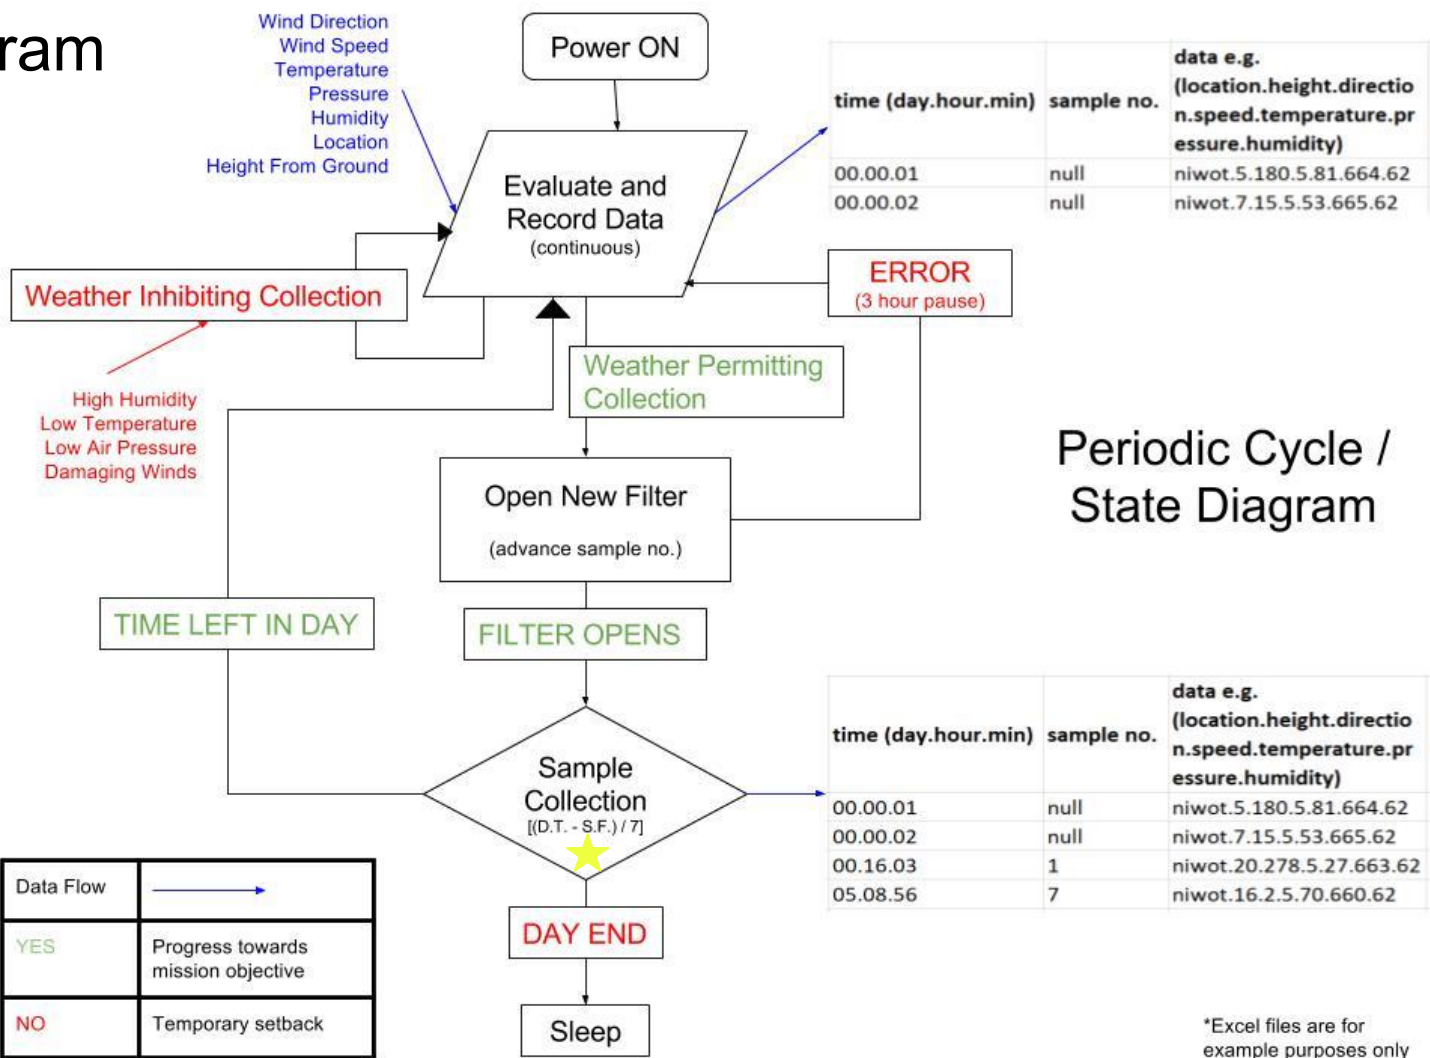 ram
Wind Direction
Wind Speed
Temperature
Pressure
Humidity
Location
Height From Ground
Power ON
Evaluate and
Record Data
(continuous)
time (day.hour.min) sample no. data e.g.
(location.height.directio
n.speed.temperature.pr
essure.humidity)
00.00.01 null niwot.5.180.5.81.664.62
00.00.02 null niwot.7.15.5.53.665.62
Weather Inhibiting Collection
ERROR
(3 hour pause)
High Humidity
Low Temperature
Low Air Pressure
Damaging Winds
Weather Permitting
Collection
Periodic Cycle /
State Diagram
Open New Filter
(advance sample no.)
TIME LEFT IN DAY
FILTER OPENS
Sample
Collection
[(D.T. - S.F.) / 7]
time (day.hour.min) sample no. data e.g.
(location.height.directio
n.speed.temperature.pr
essure.humidity)
00.00.01 null niwot.5.180.5.81.664.62
00.00.02 null niwot.7.15.5.53.665.62
00.16.03 1 niwot.20.278.5.27.663.62
05.08.56 7 niwot.16.2.5.70.660.62
DAY END
Sleep
Data Flow
YES Progress towards
mission objective
NO Temporary setback
*Excel files are for
example purposes only